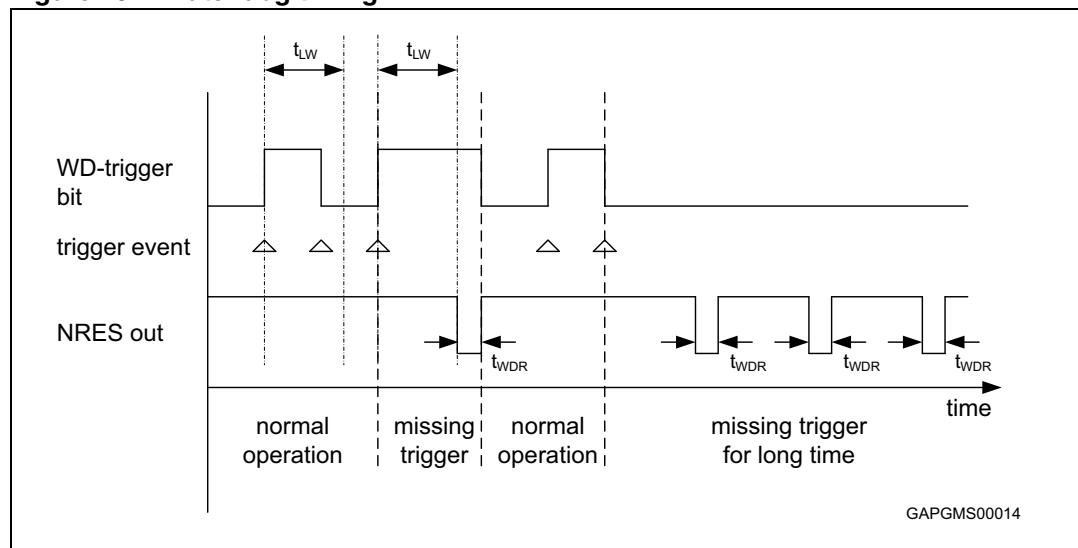 t_LW t_LW
WD-trigger
bit
trigger event
NRES out
t_WDR t_WDR t_WDR t_WDR
time
normal
operation
missing
trigger
normal
operation
missing trigger
for long time
GAPGMS00014